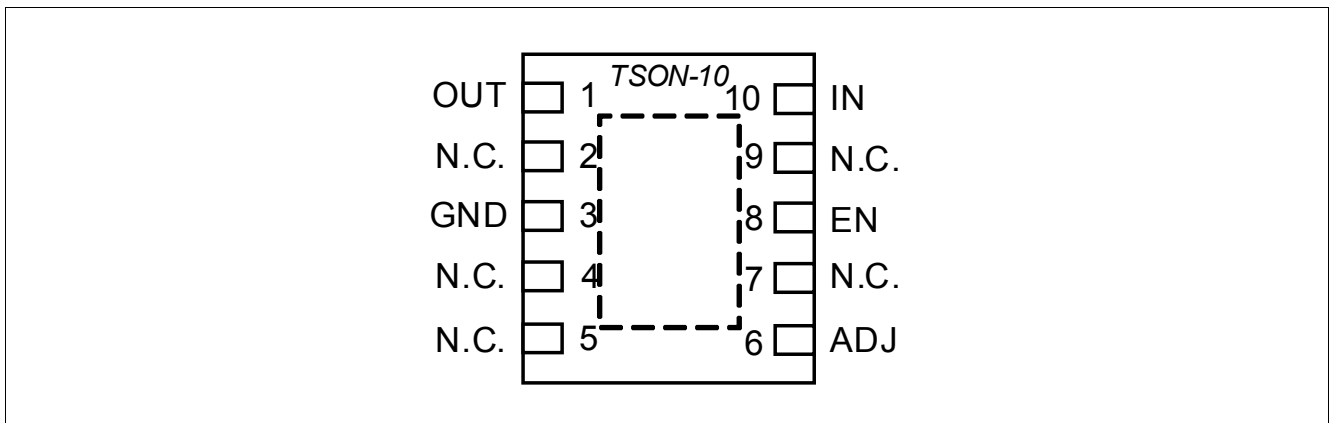 TSON-10
OUT 1 10 IN
N.C. 2 9 N.C.
GND 3 8 EN
N.C. 4 7 N.C.
N.C. 5 6 ADJ